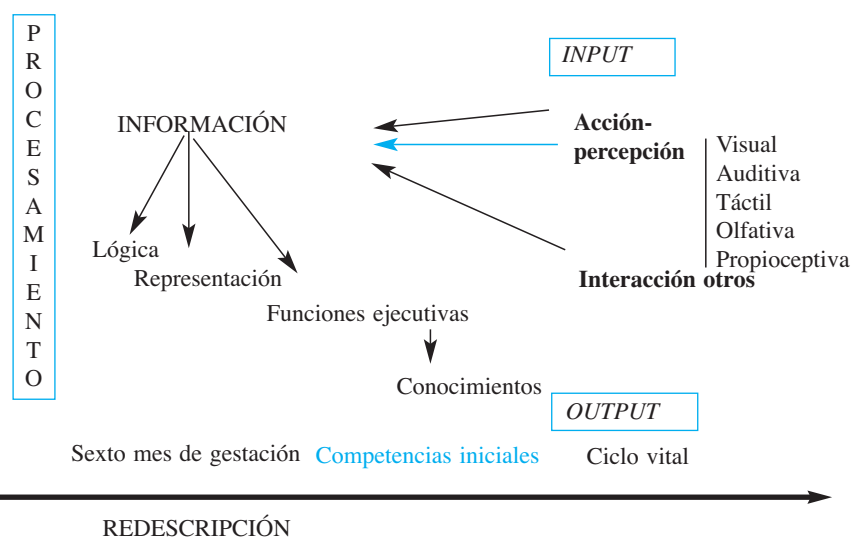 PROCESAMIENTO
INPUT
INFORMACIÓN
Acción-
percepción
Visual
Auditiva
Táctil
Olfativa
Propioceptiva
Interacción otros
Lógica
Representación
Funciones ejecutivas
Conocimientos
OUTPUT
Sexto mes de gestación Competencias iniciales Ciclo vital
REDESCRIPCIÓN